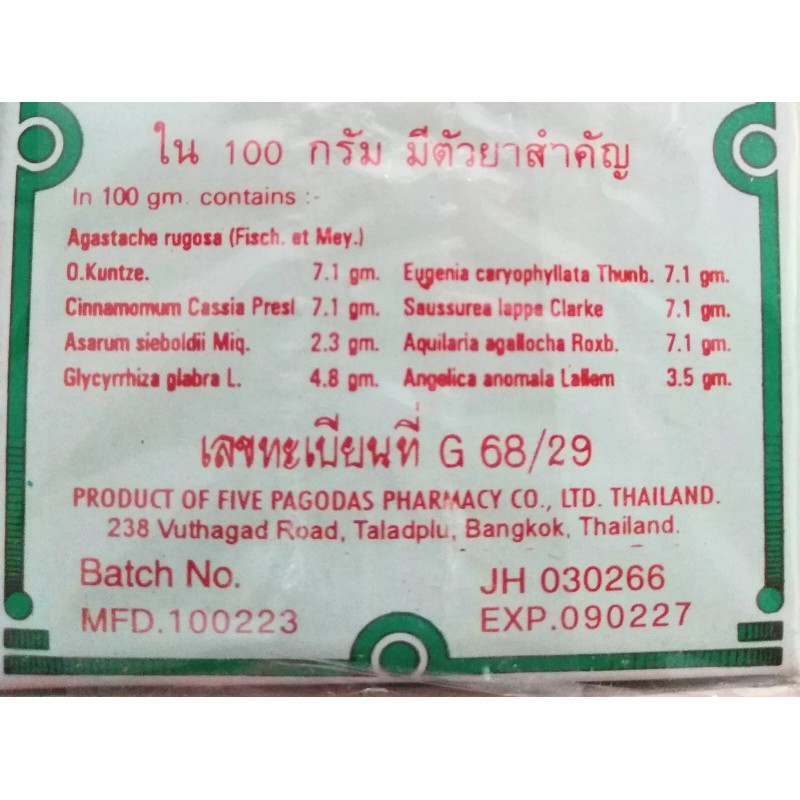 ใน 100 กรัม มีตัวยาสำคัญ
In 100 gm. contains :-
Agastache rugosa (Fisch. et Mey.)
O.Kuntze. 7.1 gm. Eugenia caryophyllata Thunb. 7.1 gm.
Cinnamomum Cassia Presl 7.1 gm. Saussurea lappe Clarke 7.1 gm.
Asarum sieboldii Miq. 2.3 gm. Aquilaria agallocha Roxb. 7.1 gm.
Glycyrrhiza glabra L. 4.8 gm. Angelica anomala Lallem 3.5 gm.
เลขทะเบียนที่ G 68/29
PRODUCT OF FIVE PAGODAS PHARMACY CO., LTD. THAILAND.
238 Vuthagad Road, Taladplu, Bangkok, Thailand.
Batch No. JH 030266
MFD.100223 EXP.090227